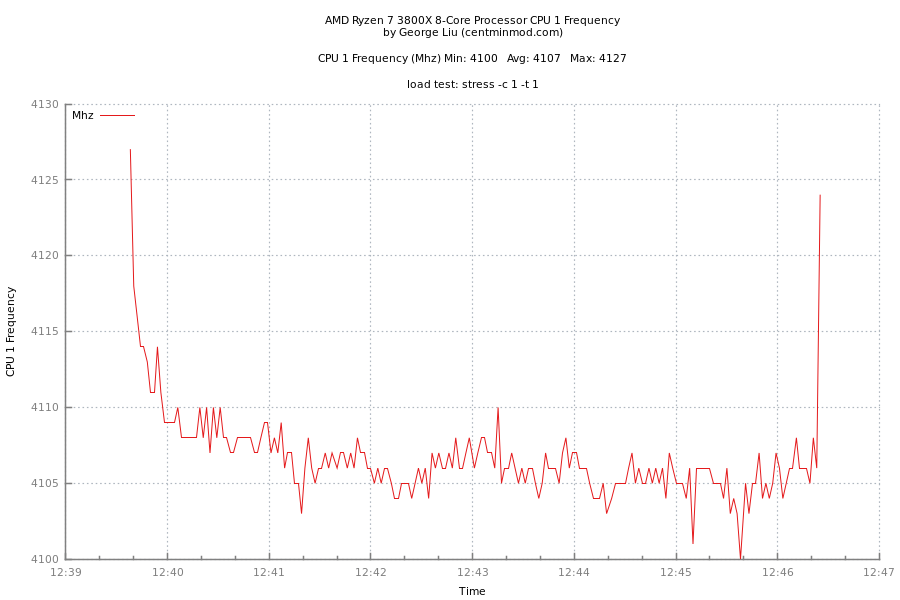 AMD Ryzen 7 3800X 8-Core Processor CPU 1 Frequency
by George Liu (centminmod.com)
CPU 1 Frequency (Mhz) Min: 4100 Avg: 4107 Max: 4127
load test: stress -c 1 -t 1
Mhz
4130
4125
4120
4115
4110
4105
4100
CPU 1 Frequency
12:39 12:40 12:41 12:42 12:43 12:44 12:45 12:46 12:47
Time